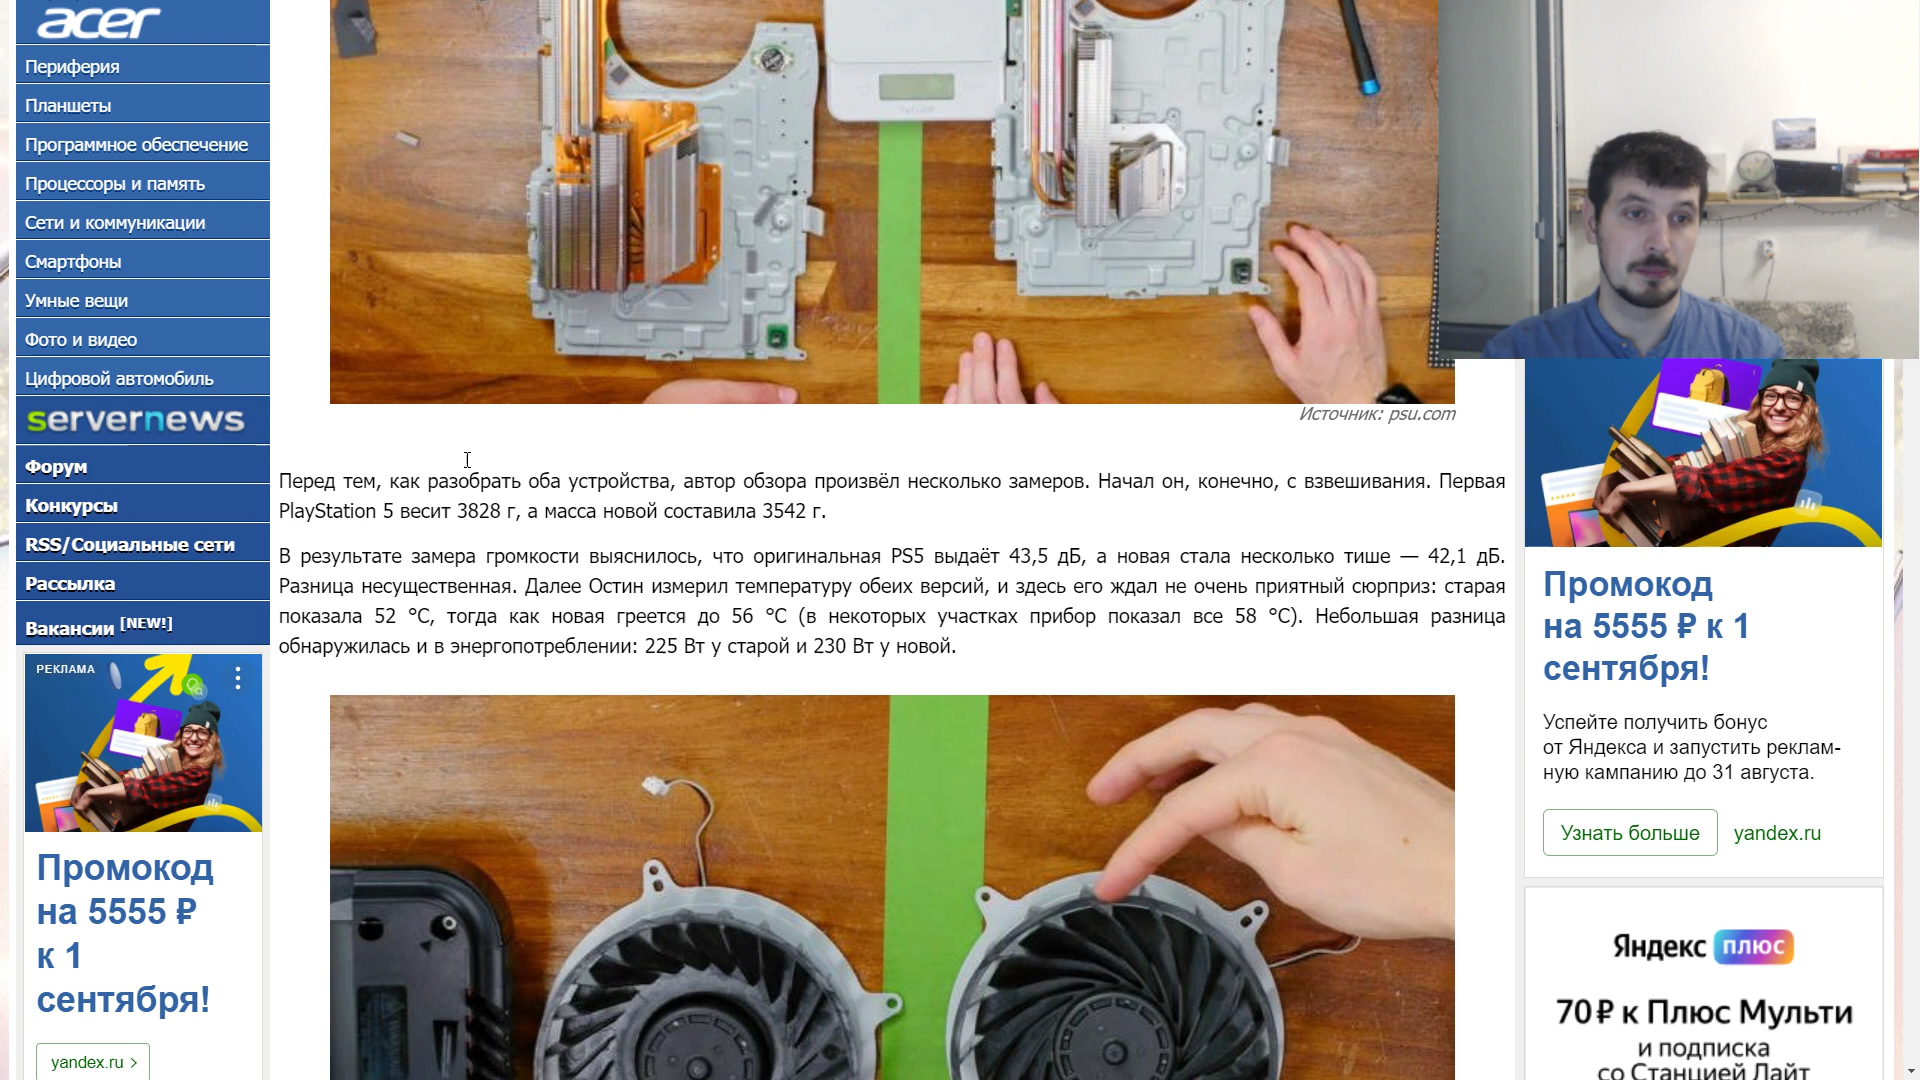 acer
Периферия
Планшеты
Программное обеспечение
Процессоры и память
Сети и коммуникации
Смартфоны
Умные вещи
Фото и видео
Цифровой автомобиль
servernews
Форум
Конкурсы
RSS/Социальные сети
Рассылка
Вакансии [NEW!]
РЕКЛАМА
Промокод
на 5555 ₽
к 1
сентября!
yandex.ru
Источник: psu.com
Перед тем, как разобрать оба устройства, автор обзора произвёл несколько замеров. Начал он, конечно, с взвешивания. Первая
PlayStation 5 весит 3828 г, а масса новой составила 3542 г.
В результате замера громкости выяснилось, что оригинальная PS5 выдаёт 43,5 дБ, а новая стала несколько тише — 42,1 дБ.
Разница несущественная. Далее Остин измерил температуру обеих версий, и здесь его ждал не очень приятный сюрприз: старая
показала 52 °C, тогда как новая греется до 56 °C (в некоторых участках прибор показал все 58 °C). Небольшая разница
обнаружилась и в энергопотреблении: 225 Вт у старой и 230 Вт у новой.
Промокод
на 5555 ₽ к 1
сентября!
Успейте получить бонус
от Яндекса и запустить реклам-
ную кампанию до 31 августа.
Узнать больше
yandex.ru
Яндекс плюс
70₽ к Плюс Мульти
и подписка
со Станцией Лайт